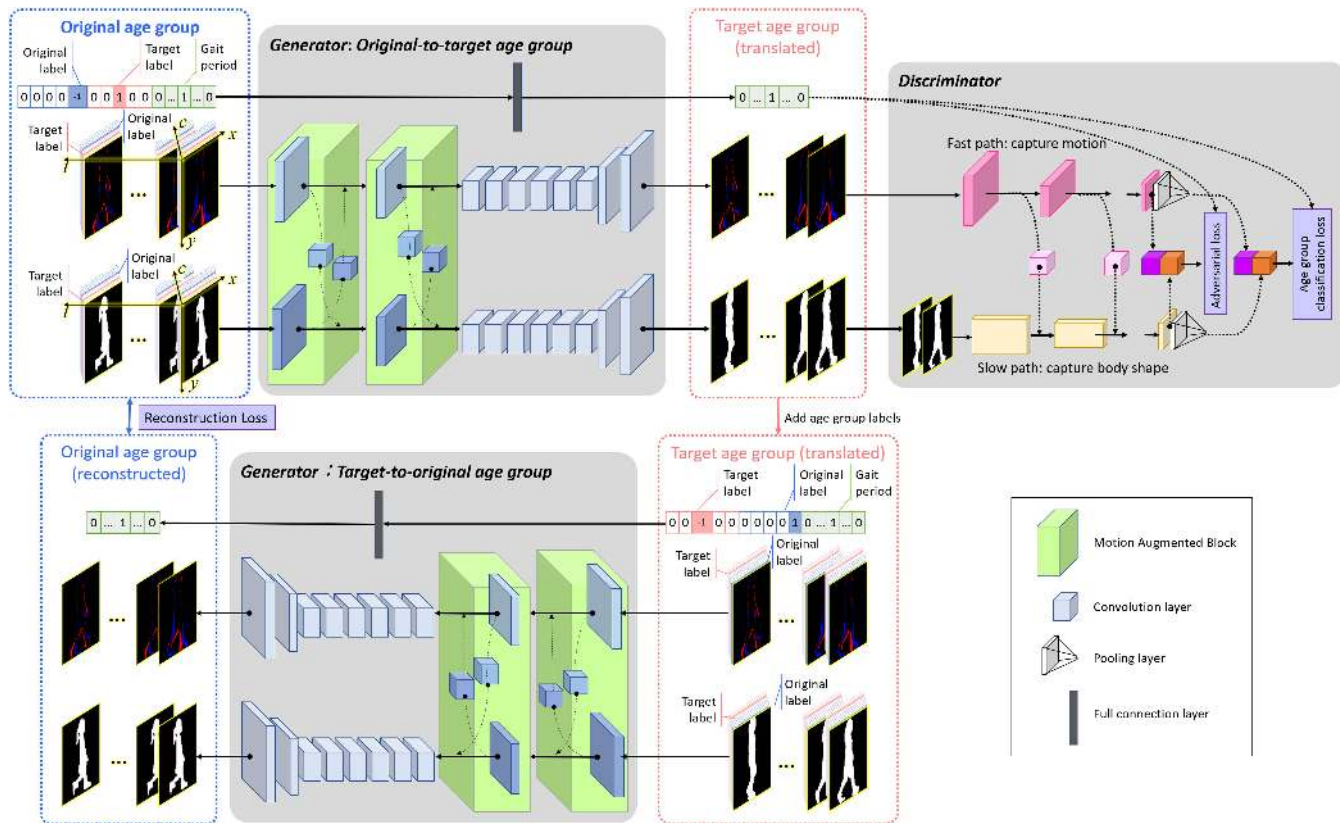 Original age group
Original
label
Target
label
Gait
period
0 0 0 0 -1 0 0 1 0 0 0 ... 1 ... 0
Target
label
Original
label
c
x
t
y
Target
label
Original
label
c
x
t
y
Generator: Original-to-target age group
Target age group
(translated)
0 ... 1 ... 0
...
...
Discriminator
Fast path: capture motion
Slow path: capture body shape
Adversarial loss
Age group
classification loss
Reconstruction Loss
Add age group labels
Original age group
(reconstructed)
0 ... 1 ... 0
...
...
Generator：Target-to-original age group
Target age group (translated)
Target
label
Original
label
Gait
period
0 0 -1 0 0 0 0 0 0 1 0 ... 1 ... 0
Target
label
Original
label
...
Target
label
Original
label
...
Motion Augmented Block
Convolution layer
Pooling layer
Full connection layer